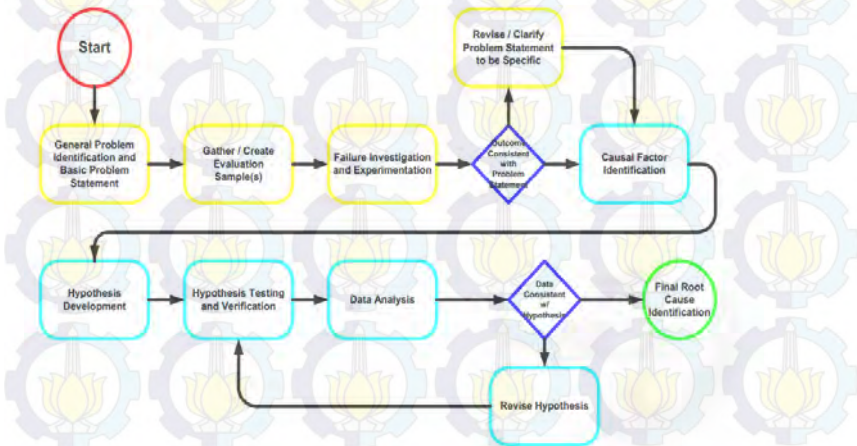 Start
Revise / Clarify
Problem Statement
to be Specific
General Problem
Identification and
Basic Problem
Statement
Gather / Create
Evaluation
Sample(s)
Failure Investigation
and Experimentation
Outcome
Consistent
with
Problem
Statement
Causal Factor
Identification
Hypothesis
Development
Hypothesis Testing
and Verification
Data Analysis
Data
Consistent
w/
Hypothesis
Final Root
Cause
Identification
Revise Hypothesis